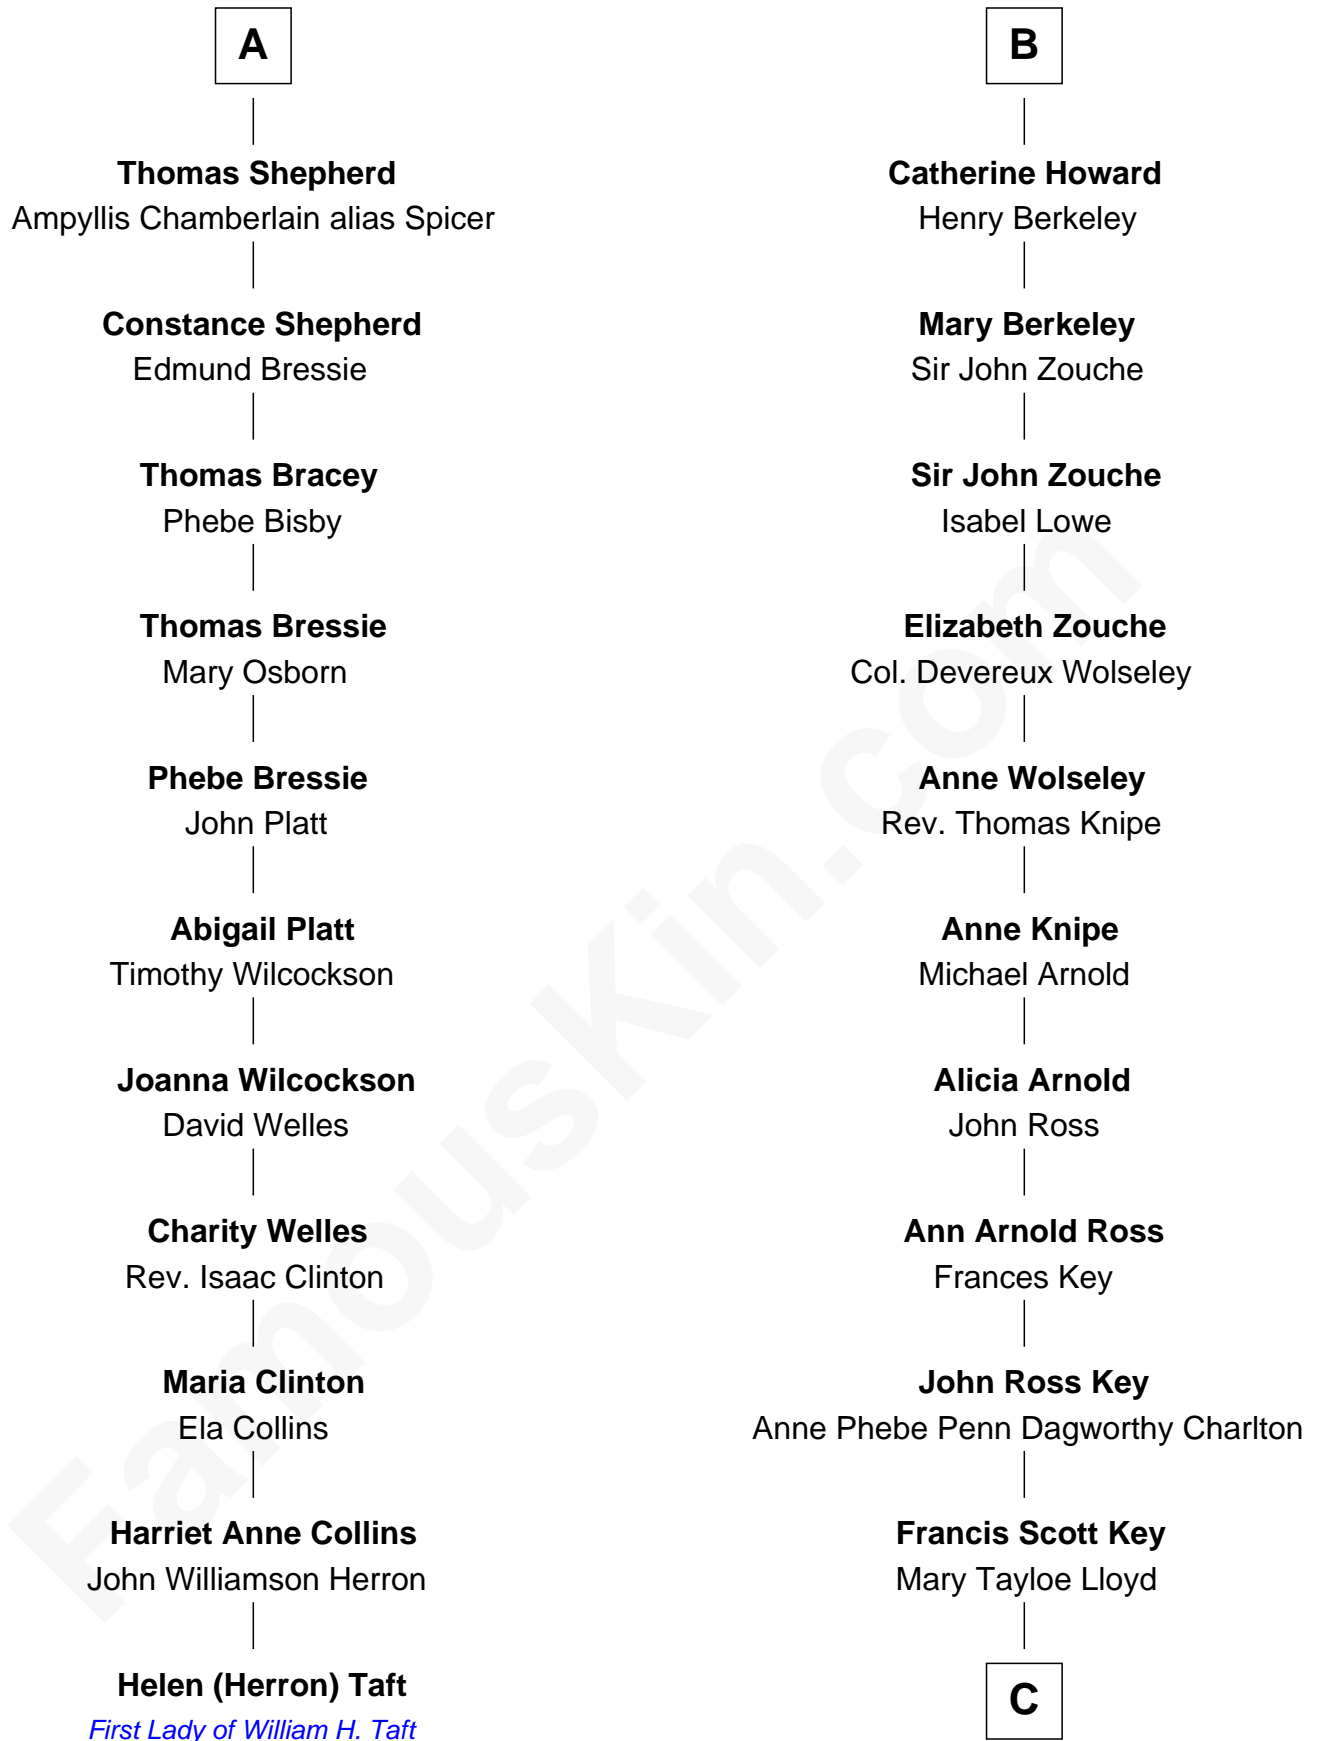 A
Thomas Shepherd
Ampyllis Chamberlain alias Spicer
Constance Shepherd
Edmund Bressie
Thomas Bracey
Phebe Bisby
Thomas Bressie
Mary Osborn
Phebe Bressie
John Platt
Abigail Platt
Timothy Wilcockson
Joanna Wilcockson
David Welles
Charity Welles
Rev. Isaac Clinton
Maria Clinton
Ela Collins
Harriet Anne Collins
John Williamson Herron
Helen (Herron) Taft
First Lady of William H. Taft
B
Catherine Howard
Henry Berkeley
Mary Berkeley
Sir John Zouche
Sir John Zouche
Isabel Lowe
Elizabeth Zouche
Col. Devereux Wolseley
Anne Wolseley
Rev. Thomas Knipe
Anne Knipe
Michael Arnold
Alicia Arnold
John Ross
Ann Arnold Ross
Frances Key
John Ross Key
Anne Phebe Penn Dagworthy Charlton
Francis Scott Key
Mary Tayloe Lloyd
C
FamousKin.com